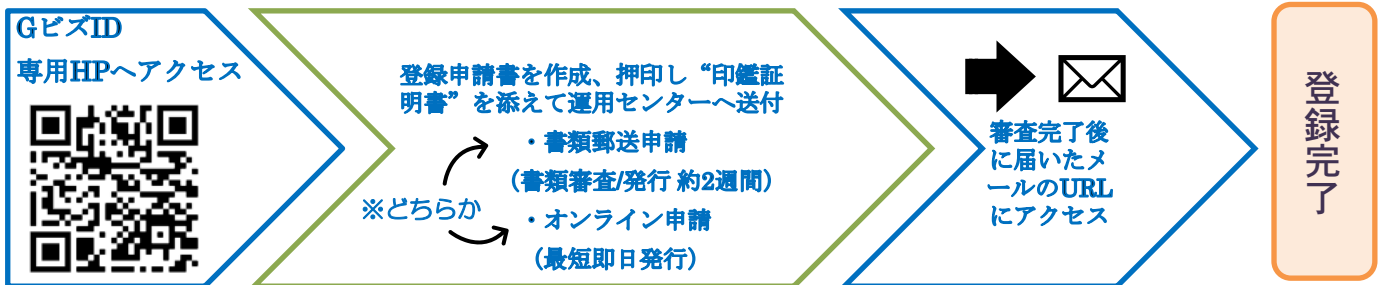 GビズID
専用HPへアクセス
登録申請書を作成、押印し“印鑑証
明書”を添えて運用センターへ送付
・書類郵送申請
（書類審査/発行 約2週間）
※どちらか
・オンライン申請
（最短即日発行）
審査完了後
に届いたメ
ールのURL
にアクセス
登録完了